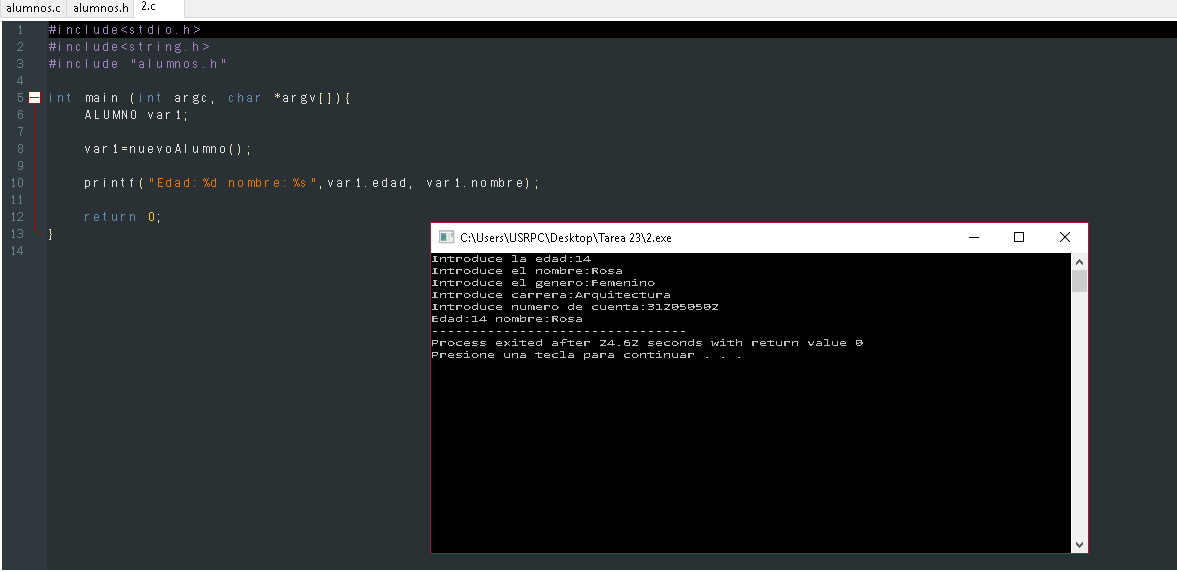 alumnos.c alumnos.h 2.c
1 #include<stdio.h>
2 #include<string.h>
3 #include "alumnos.h"
4
5 int main (int argc, char *argv[]){
6 ALUMNO var1;
7
8 var1=nuevoAlumno();
9
10 printf("Edad:%d nombre:%s",var1.edad, var1.nombre);
11
12 return 0;
13 }
14
C:\Users\USRPC\Desktop\Tarea 23\2.exe
Introduce la edad:14
Introduce el nombre:Rosa
Introduce el genero:Femenino
Introduce carrera:Arquitectura
Introduce numero de cuenta:312050502
Edad:14 nombre:Rosa
--------------------------------
Process exited after 24.62 seconds with return value 0
Presione una tecla para continuar . . .